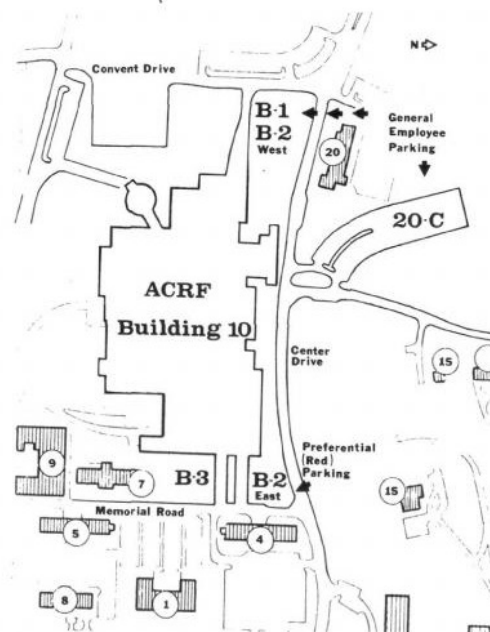 N
Convent Drive
B-1
B-2
West
General
Employee
Parking
20
20-C
ACRF
Building 10
Center
Drive
15
Preferential
(Red)
Parking
9
7
B-3
B-2
East
15
Memorial Road
5
4
8
1